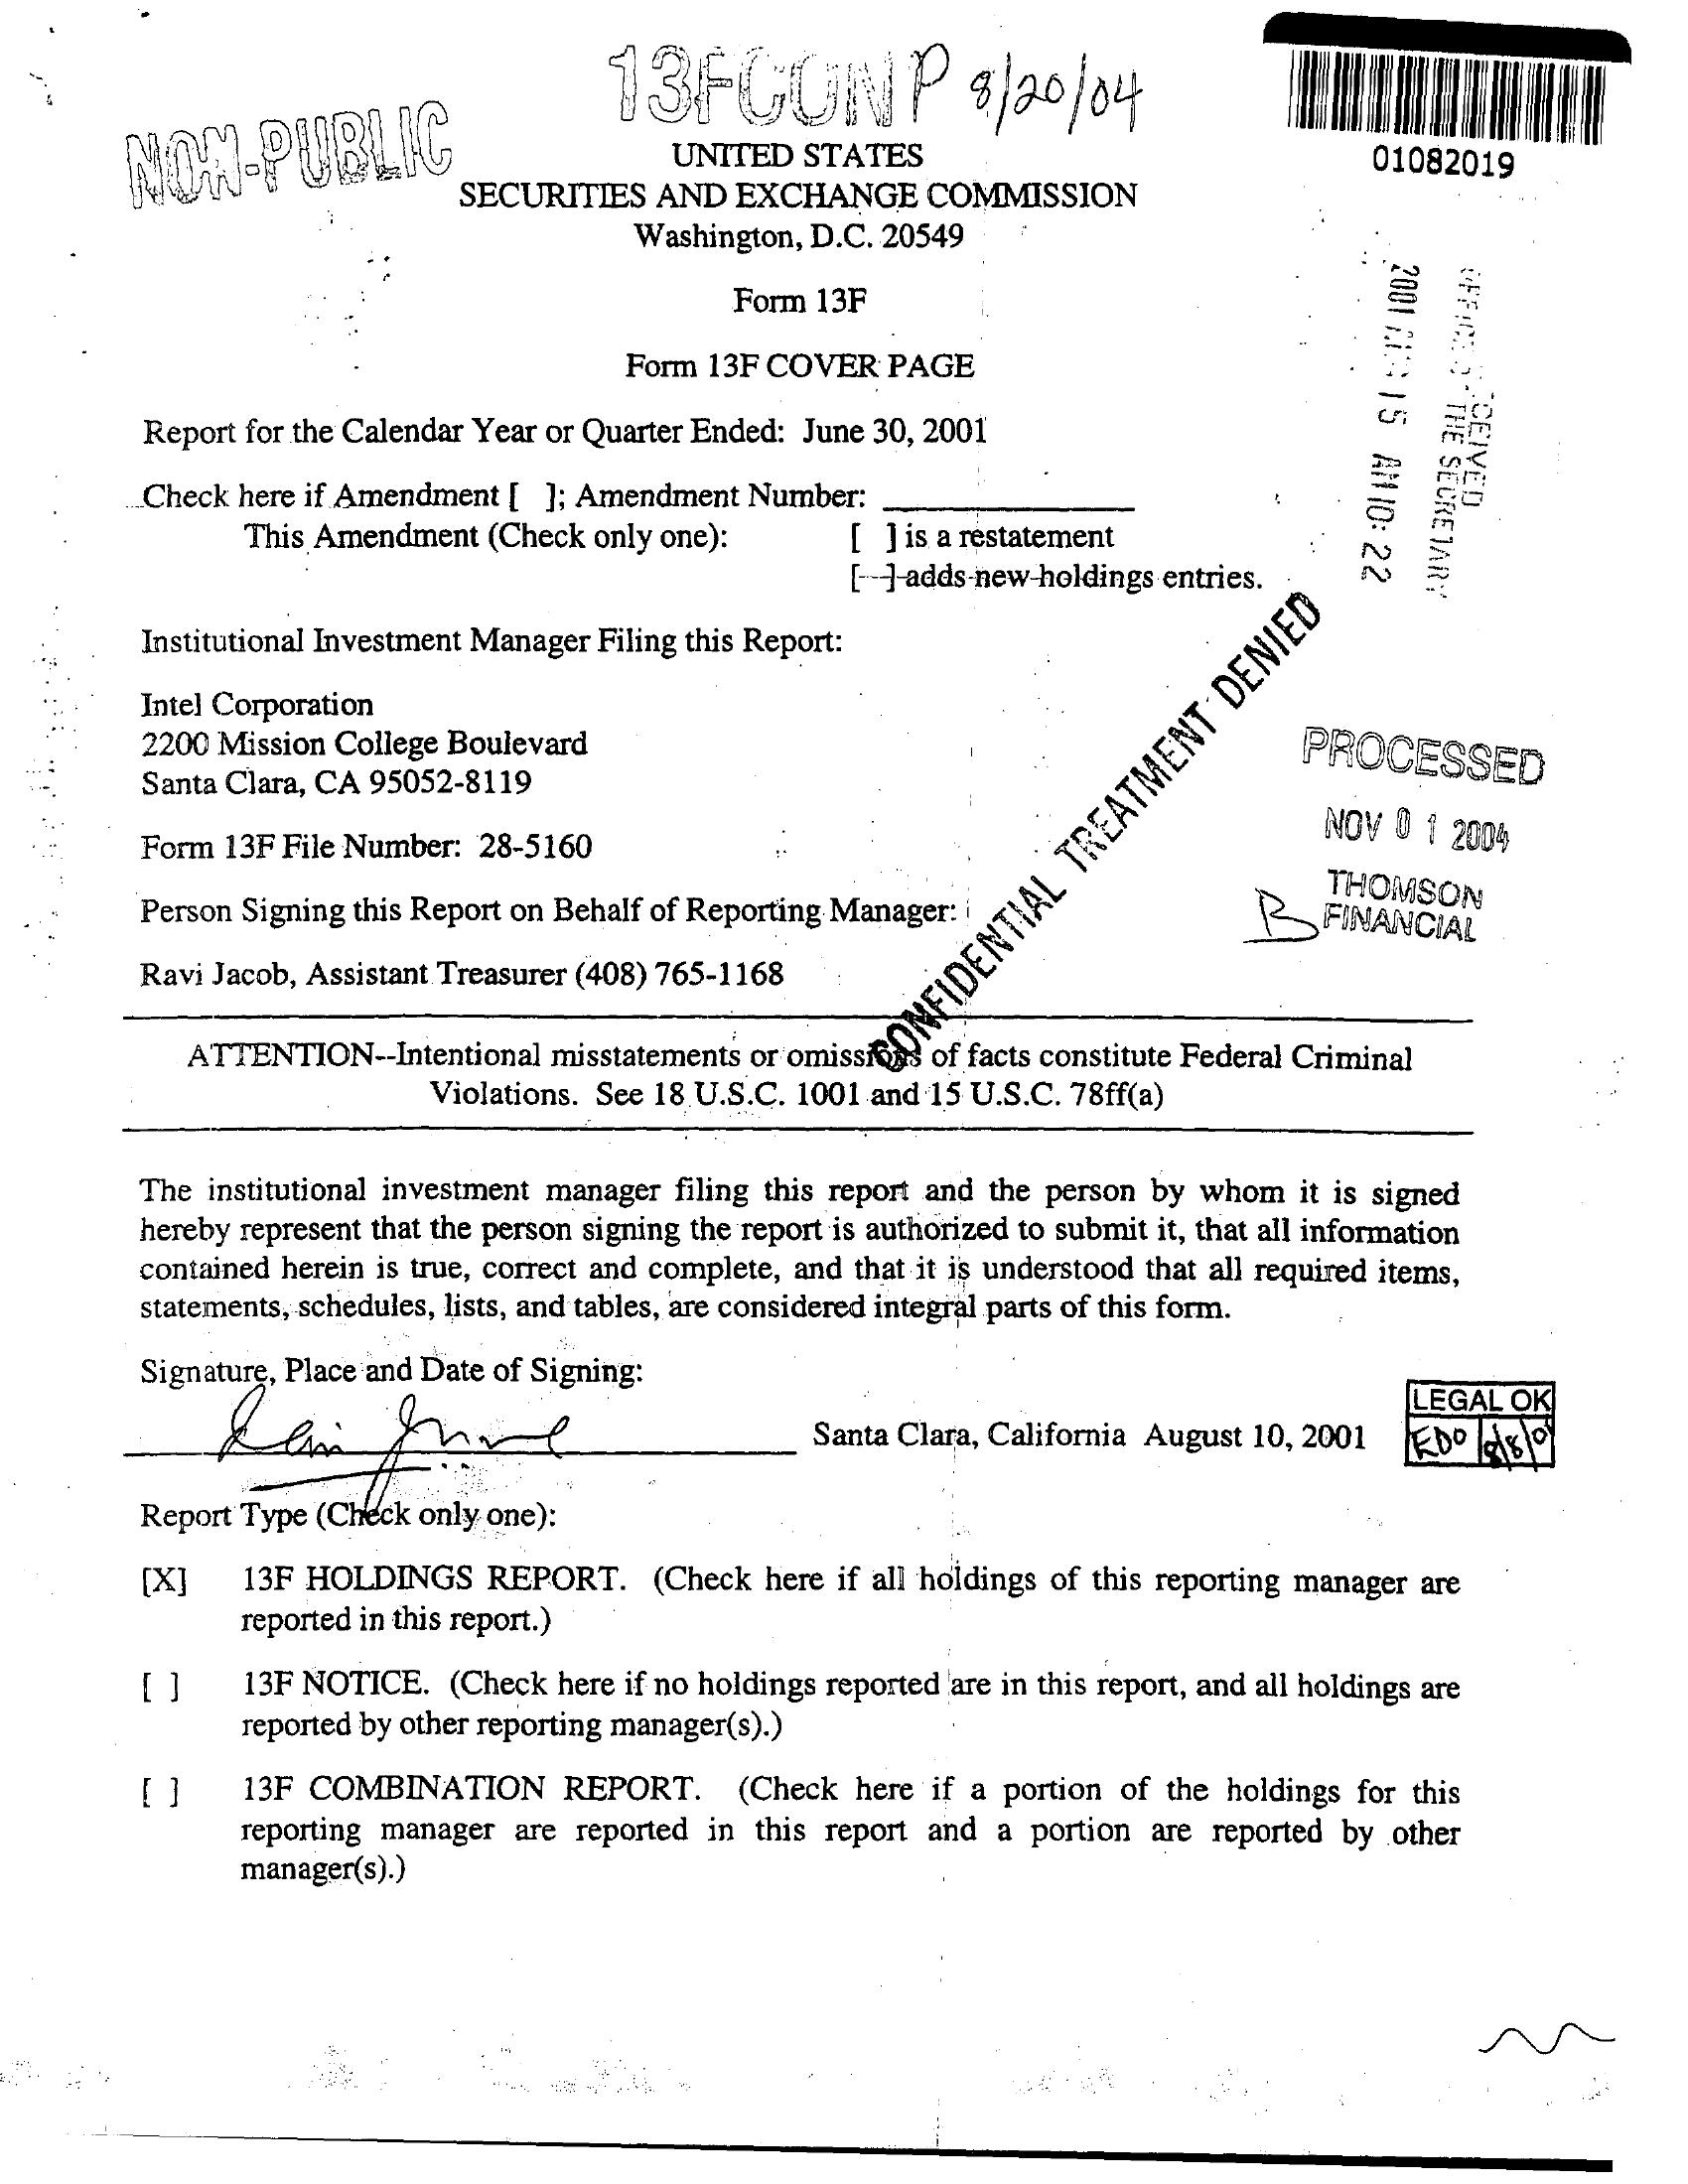 13FCONP 8/20/04
NON-PUBLIC
01082019
UNITED STATES
SECURITIES AND EXCHANGE COMMISSION
Washington, D.C. 20549
Form 13F
Form 13F COVER PAGE
RECEIVED
THE SECRETARY
2001 15 AM 10: 22
Report for the Calendar Year or Quarter Ended: June 30, 2001
Check here if Amendment [ ]; Amendment Number:
This Amendment (Check only one): [ ] is a restatement
[ ] adds new holdings entries.
CONFIDENTIAL TREATMENT DENIED
Institutional Investment Manager Filing this Report:
Intel Corporation
2200 Mission College Boulevard
Santa Clara, CA 95052-8119
PROCESSED
NOV 01 2004
THOMSON
FINANCIAL
B
Form 13F File Number: 28-5160
Person Signing this Report on Behalf of Reporting Manager:
Ravi Jacob, Assistant Treasurer (408) 765-1168
ATTENTION--Intentional misstatements or omissions of facts constitute Federal Criminal
Violations. See 18 U.S.C. 1001 and 15 U.S.C. 78ff(a)
The institutional investment manager filing this report and the person by whom it is signed
hereby represent that the person signing the report is authorized to submit it, that all information
contained herein is true, correct and complete, and that it is understood that all required items,
statements, schedules, lists, and tables, are considered integral parts of this form.
Signature, Place and Date of Signing:
Santa Clara, California August 10, 2001
LEGAL OK
EDO
Report Type (Check only one):
[X] 13F HOLDINGS REPORT. (Check here if all holdings of this reporting manager are
reported in this report.)
[ ] 13F NOTICE. (Check here if no holdings reported are in this report, and all holdings are
reported by other reporting manager(s).)
[ ] 13F COMBINATION REPORT. (Check here if a portion of the holdings for this
reporting manager are reported in this report and a portion are reported by other
manager(s).)